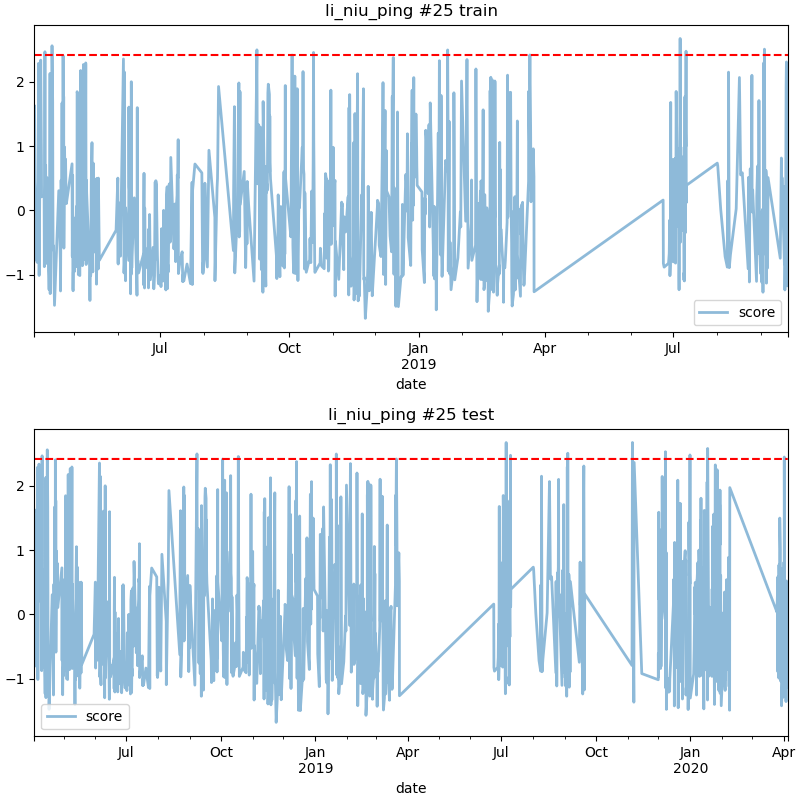 li_niu_ping #25 train
2
1
0
−1
Jul
Oct
Jan
2019
Apr
Jul
date
score
li_niu_ping #25 test
2
1
0
−1
Jul
Oct
Jan
2019
Apr
Jul
Oct
Jan
2020
Apr
date
score